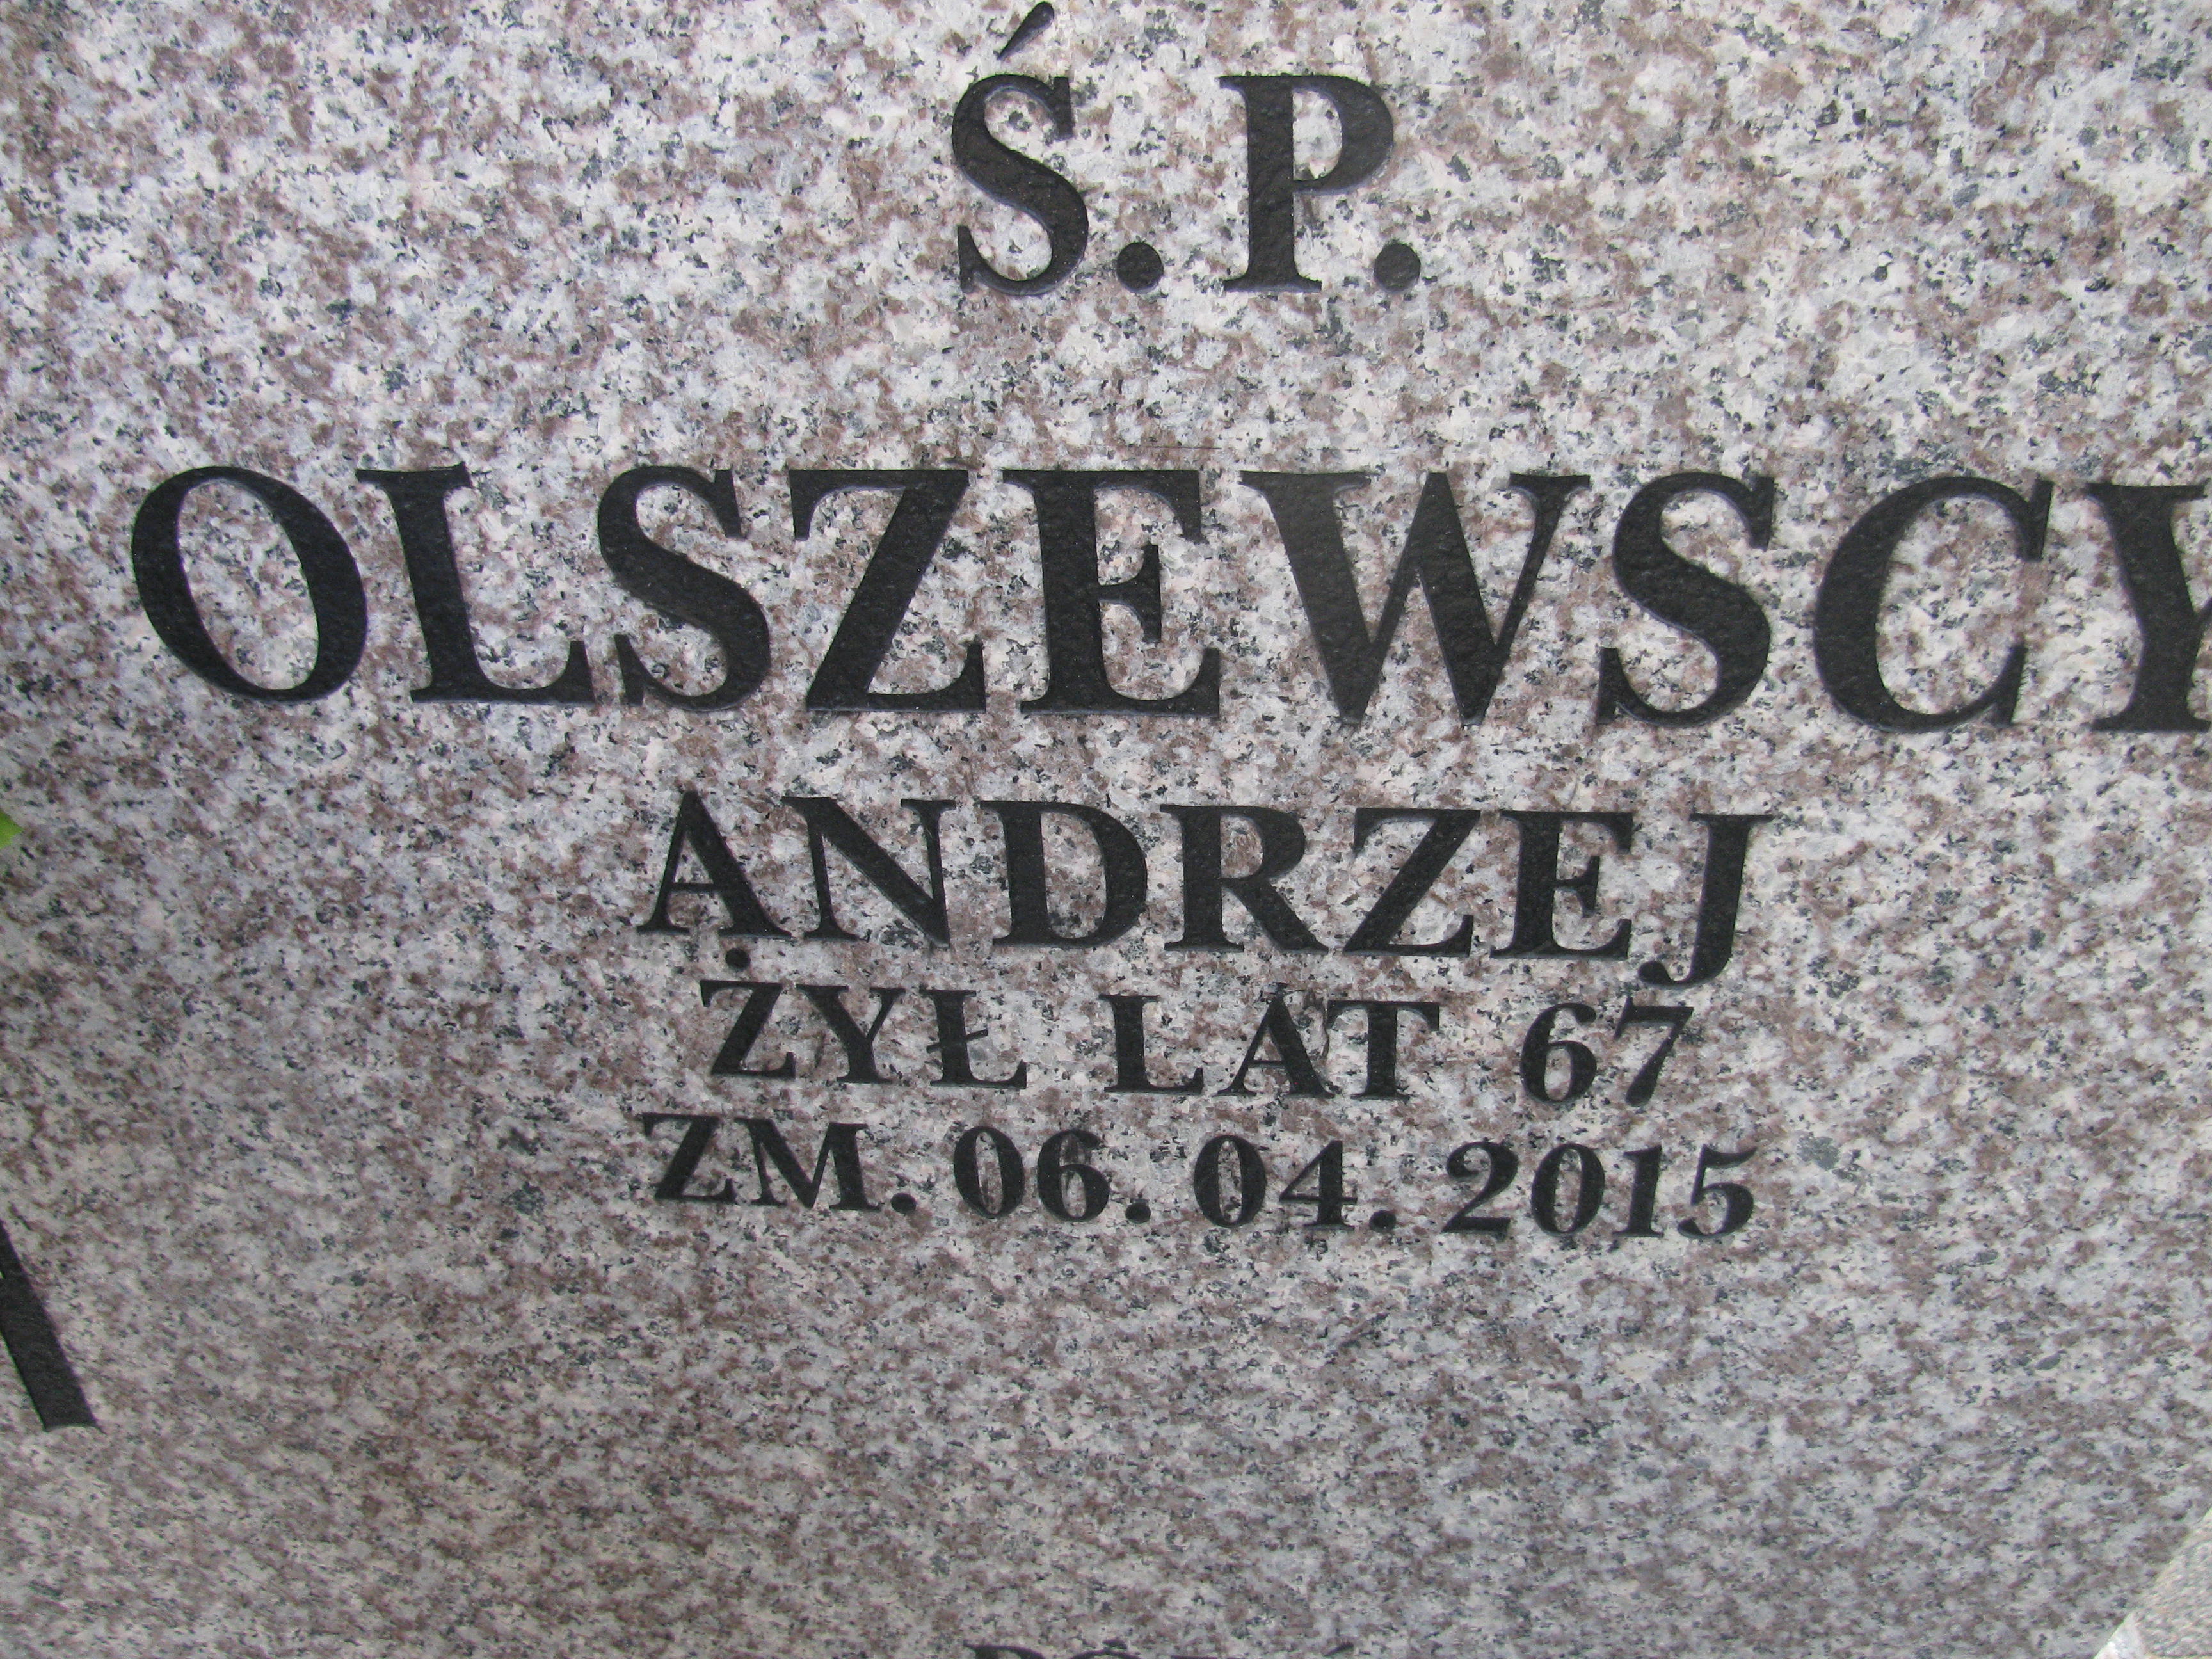 Ś.P.
OLSZEWSCY
ANDRZEJ
ŻYŁ LAT 67
ZM. 06. 04. 2015